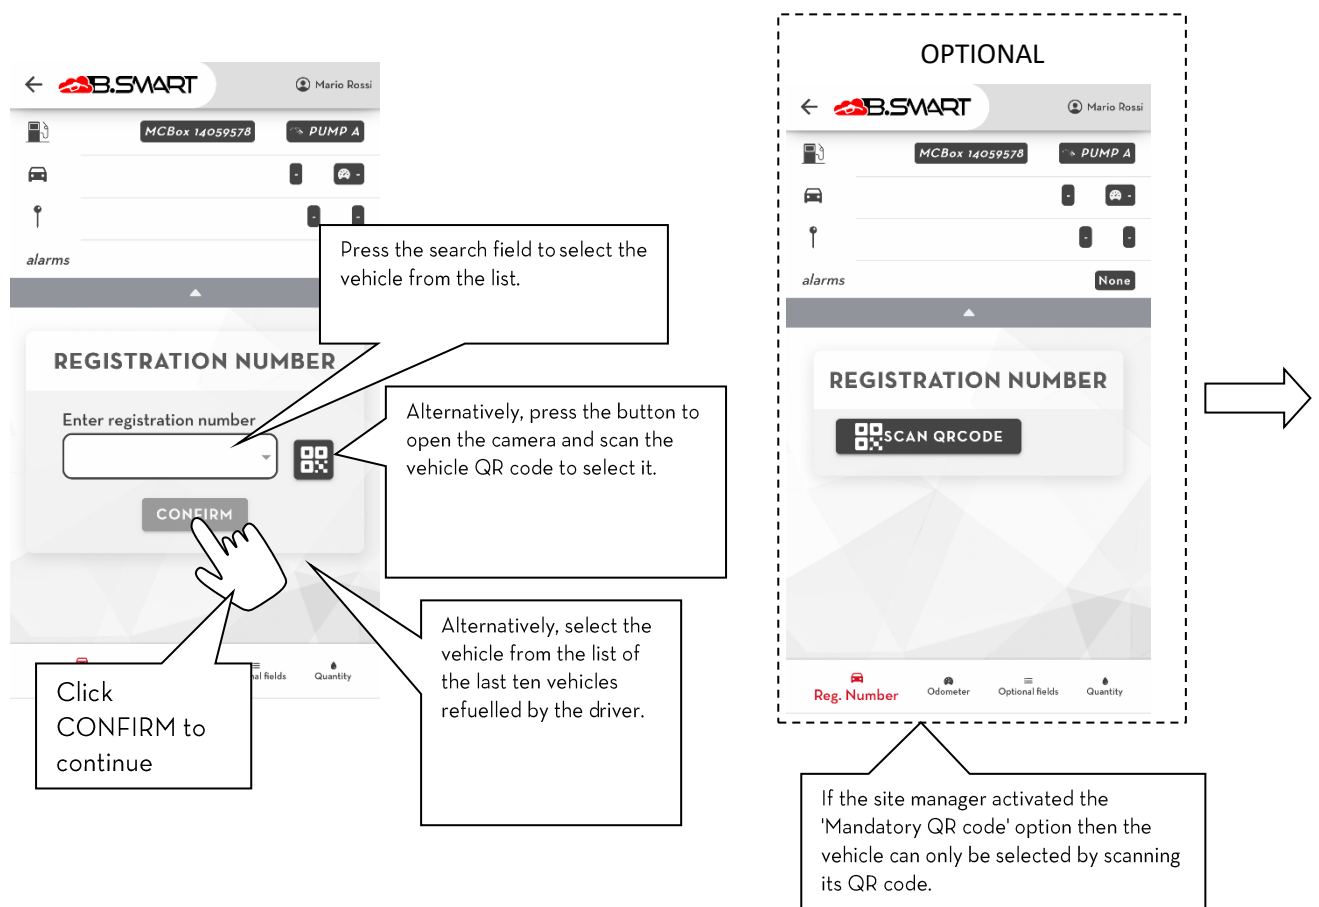 OPTIONAL
B.SMART
Mario Rossi
MCBox 14059578
PUMP A
-
-
-
-
alarms
Press the search field to select the
vehicle from the list.
REGISTRATION NUMBER
Enter registration number
Alternatively, press the button to
open the camera and scan the
vehicle QR code to select it.
CONFIRM
Alternatively, select the
vehicle from the list of
the last ten vehicles
refuelled by the driver.
Click
CONFIRM to
continue
nal fields
Quantity
B.SMART
Mario Rossi
MCBox 14059578
PUMP A
-
-
-
-
alarms
None
REGISTRATION NUMBER
SCAN QRCODE
Reg. Number
Odometer
Optional fields
Quantity
If the site manager activated the
'Mandatory QR code' option then the
vehicle can only be selected by scanning
its QR code.